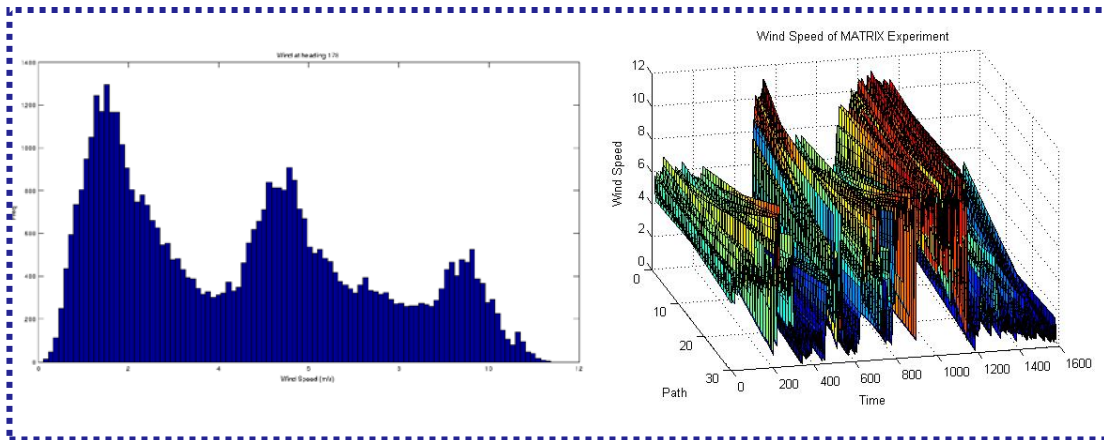 Wind at heading 178
1400
1200
1000
800
600
400
200
0
0 2 4 6 8 10 12
Wind Speed (m/s)
Wind Speed of MATRIX Experiment
12
10
8
6
4
2
0
Wind Speed
0
10
20
30
Path
0 200 400 600 800 1000 1200 1400 1600
Time